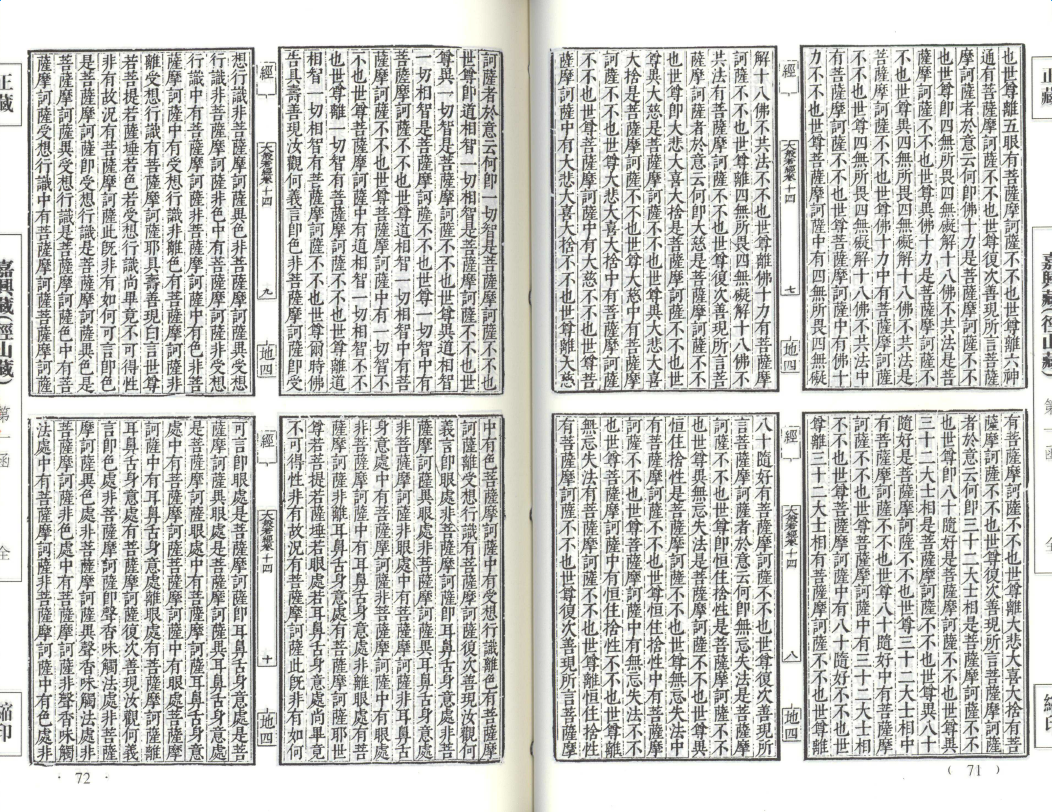 正藏
嘉興藏(徑山藏)
第一函
全
縮印
也世尊離五眼有菩薩摩訶薩不不也世尊離六神
通有菩薩摩訶薩不不也世尊復次善現所言菩薩
摩訶薩者於意云何即佛十力是菩薩摩訶薩不不
也世尊即四無所畏四無礙解十八佛不共法是菩
薩摩訶薩不不也世尊異佛十力是菩薩摩訶薩不
不也世尊異四無所畏四無礙解十八佛不共法是
菩薩摩訶薩不不也世尊佛十力中有菩薩摩訶薩
不不也世尊四無所畏四無礙解十八佛不共法中
有菩薩摩訶薩不不也世尊菩薩摩訶薩中有佛十
力不不也世尊菩薩摩訶薩中有四無所畏四無礙
經
大般若經卷十四
七
地四
解十八佛不共法不不也世尊離佛十力有菩薩摩
訶薩不不也世尊離四無所畏四無礙解十八佛不
共法有菩薩摩訶薩不不也世尊復次善現所言菩
薩摩訶薩者於意云何即大慈是菩薩摩訶薩不不
也世尊即大悲大喜大捨是菩薩摩訶薩不不也世
尊異大慈是菩薩摩訶薩不不也世尊異大悲大喜
大捨是菩薩摩訶薩不不也世尊大慈中有菩薩摩
訶薩不不也世尊大悲大喜大捨中有菩薩摩訶薩
不不也世尊菩薩摩訶薩中有大慈不不也世尊菩
薩摩訶薩中有大悲大喜大捨不不也世尊離大慈
有菩薩摩訶薩不不也世尊離大悲大喜大捨有菩
薩摩訶薩不不也世尊復次善現所言菩薩摩訶薩
者於意云何即三十二大士相是菩薩摩訶薩不不
也世尊即八十隨好是菩薩摩訶薩不不也世尊異
三十二大士相是菩薩摩訶薩不不也世尊異八十
隨好是菩薩摩訶薩不不也世尊三十二大士相中
有菩薩摩訶薩不不也世尊八十隨好中有菩薩摩
訶薩不不也世尊菩薩摩訶薩中有三十二大士相
不不也世尊菩薩摩訶薩中有八十隨好不不也世
尊離三十二大士相有菩薩摩訶薩不不也世尊離
經
大般若經卷十四
八
地四
八十隨好有菩薩摩訶薩不不也世尊復次善現所
言菩薩摩訶薩者於意云何即無忘失法是菩薩摩
訶薩不不也世尊即恒住捨性是菩薩摩訶薩不不
也世尊異無忘失法是菩薩摩訶薩不不也世尊異
恒住捨性是菩薩摩訶薩不不也世尊無忘失法中
有菩薩摩訶薩不不也世尊恒住捨性中有菩薩摩
訶薩不不也世尊菩薩摩訶薩中有無忘失法不不
也世尊菩薩摩訶薩中有恒住捨性不不也世尊離
無忘失法有菩薩摩訶薩不不也世尊離恒住捨性
有菩薩摩訶薩不不也世尊復次善現所言菩薩摩
( 71 )
訶薩者於意云何即一切智是菩薩摩訶薩不不也
世尊即道相智一切相智是菩薩摩訶薩不不也世
尊異一切智是菩薩摩訶薩不不也世尊異道相智
一切相智是菩薩摩訶薩不不也世尊一切智中有
菩薩摩訶薩不不也世尊道相智一切相智中有菩
薩摩訶薩不不也世尊菩薩摩訶薩中有一切智不
不也世尊菩薩摩訶薩中有道相智一切相智不不
也世尊離一切智有菩薩摩訶薩不不也世尊離道
相智一切相智有菩薩摩訶薩不不也世尊爾時佛
告具壽善現汝觀何義言即色非菩薩摩訶薩即受
經
大般若經卷十四
九
地四
想行識非菩薩摩訶薩異色非菩薩摩訶薩異受想
行識非菩薩摩訶薩非色中有菩薩摩訶薩非受想
行識中有菩薩摩訶薩非菩薩摩訶薩中有色非菩
薩摩訶薩中有受想行識非離色有菩薩摩訶薩非
離受想行識有菩薩摩訶薩耶具壽善現白言世尊
若菩提若薩埵若色若受想行識尚畢竟不可得性
非有故況有菩薩摩訶薩此既非有如何可言即色
是菩薩摩訶薩即受想行識是菩薩摩訶薩異色是
菩薩摩訶薩異受想行識是菩薩摩訶薩色中有菩
薩摩訶薩受想行識中有菩薩摩訶薩菩薩摩訶薩
中有色菩薩摩訶薩中有受想行識離色有菩薩摩
訶薩離受想行識有菩薩摩訶薩復次善現汝觀何
義言即眼處非菩薩摩訶薩即耳鼻舌身意處非菩
薩摩訶薩異眼處非菩薩摩訶薩異耳鼻舌身意處
非菩薩摩訶薩非眼處中有菩薩摩訶薩非耳鼻舌
身意處中有菩薩摩訶薩非菩薩摩訶薩中有眼處
非菩薩摩訶薩中有耳鼻舌身意處非離眼處有菩
薩摩訶薩非離耳鼻舌身意處有菩薩摩訶薩耶世
尊若菩提若薩埵若眼處若耳鼻舌身意處尚畢竟
不可得性非有故況有菩薩摩訶薩此既非有如何
經
大般若經卷十四
十
地四
可言即眼處是菩薩摩訶薩即耳鼻舌身意處是菩
薩摩訶薩異眼處是菩薩摩訶薩異耳鼻舌身意處
是菩薩摩訶薩眼處中有菩薩摩訶薩耳鼻舌身意
處中有菩薩摩訶薩菩薩摩訶薩中有眼處菩薩摩
訶薩中有耳鼻舌身意處離眼處有菩薩摩訶薩離
耳鼻舌身意處有菩薩摩訶薩復次善現汝觀何義
言即色處非菩薩摩訶薩即聲香味觸法處非菩薩
摩訶薩異色處非菩薩摩訶薩異聲香味觸法處非
菩薩摩訶薩非色處中有菩薩摩訶薩非聲香味觸
法處中有菩薩摩訶薩非菩薩摩訶薩中有色處非
正藏
嘉興藏(徑山藏)
第一函
全
縮印
· 72 ·